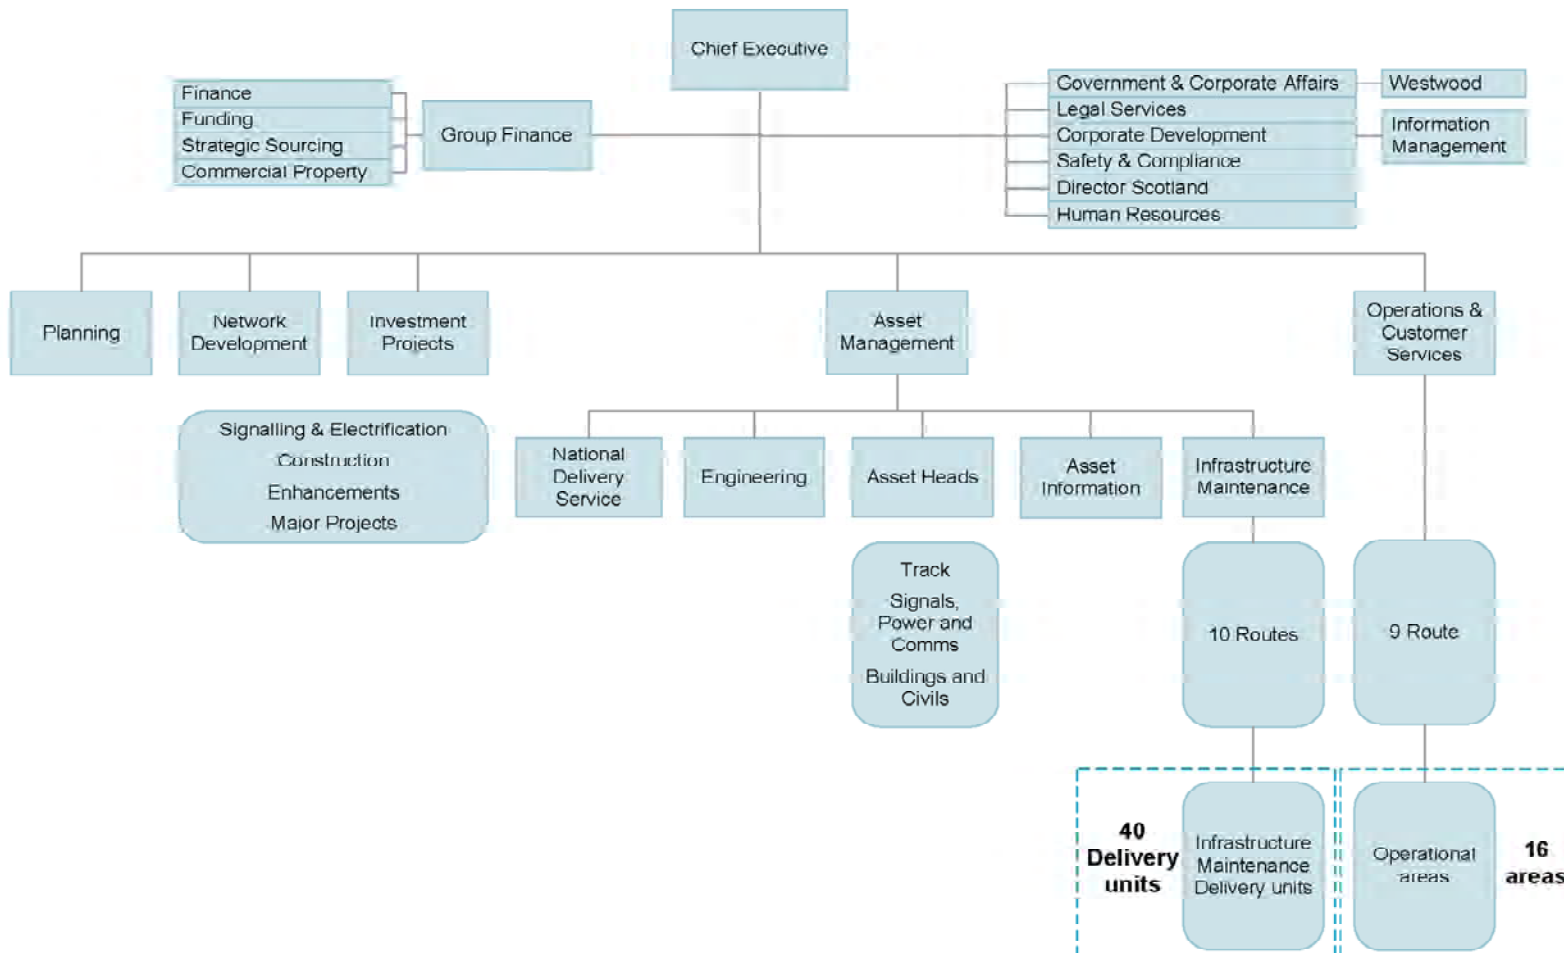 Chief Executive
Finance
Funding
Strategic Sourcing
Commercial Property
Group Finance
Government & Corporate Affairs
Legal Services
Corporate Development
Safety & Compliance
Director Scotland
Human Resources
Westwood
Information
Management
Planning
Network
Development
Investment
Projects
Asset
Management
Operations &
Customer
Services
Signalling & Electrification
Construction
Enhancements
Major Projects
National
Delivery
Service
Engineering
Asset Heads
Asset
Information
Infrastructure
Maintenance
Track
Signals,
Power and
Comms
Buildings and
Civils
10 Routes
9 Route
40
Delivery
units
Infrastructure
Maintenance
Delivery units
Operational
areas
16
areas